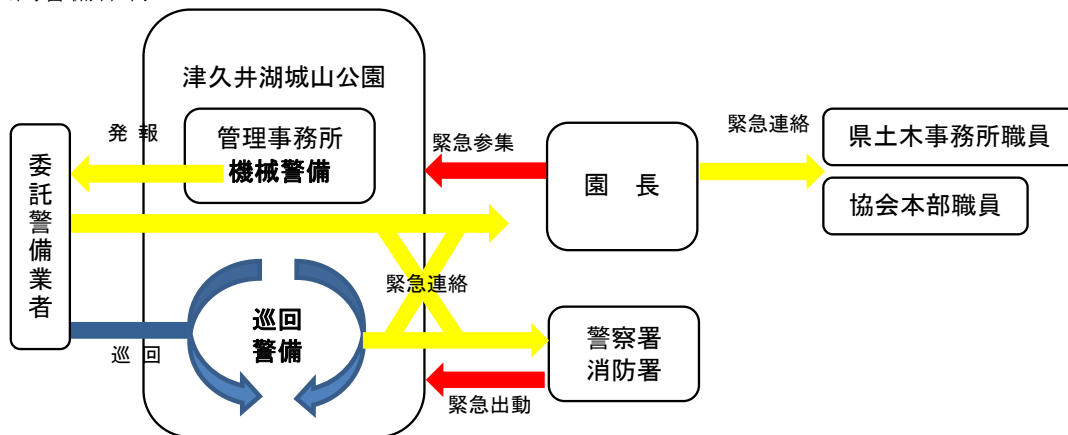 津久井湖城山公園
発 報
管理事務所
機械警備
委託警備業者
緊急参集
園 長
緊急連絡
県土木事務所職員
協会本部職員
緊急連絡
巡回
警備
巡 回
警察署
消防署
緊急出動